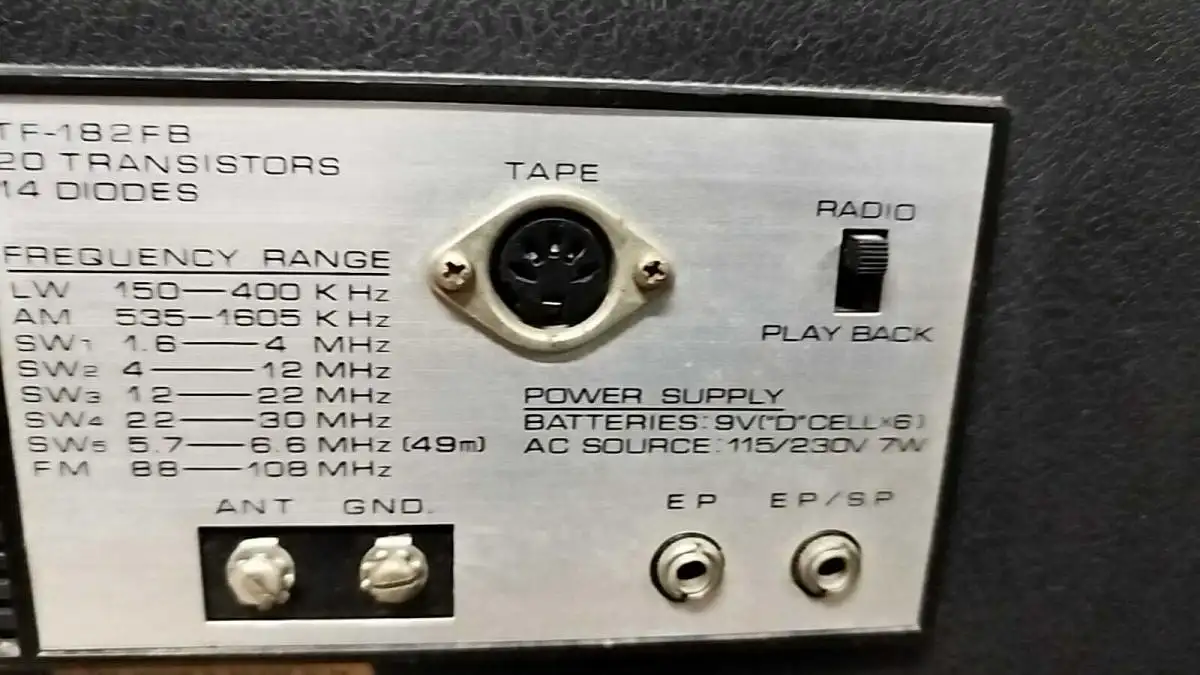 TF-182FB
20 TRANSISTORS
14 DIODES
FREQUENCY RANGE
LW 150—400 KHz
AM 535—1605 KHz
SW1 1.6—4 MHz
SW2 4—12 MHz
SW3 12—22 MHz
SW4 22—30 MHz
SW5 5.7—6.6 MHz (49m)
FM 88—108 MHz
TAPE
RADIO
PLAY BACK
POWER SUPPLY
BATTERIES: 9V("D"CELL×6)
AC SOURCE: 115/230V 7W
ANT GND.
EP EP/SP